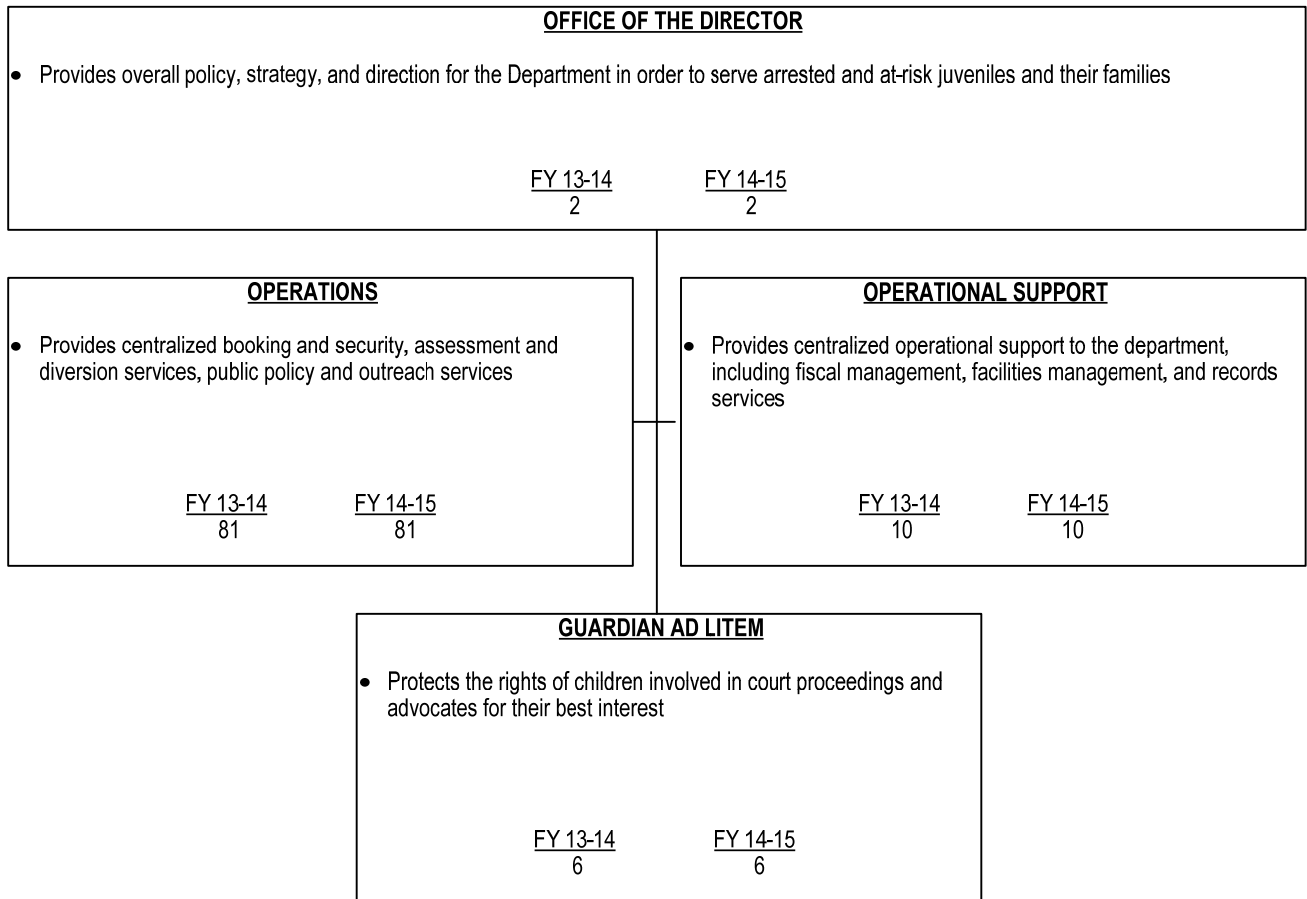 OFFICE OF THE DIRECTOR
• Provides overall policy, strategy, and direction for the Department in order to serve arrested and at-risk juveniles and their families
FY 13-14 FY 14-15
2 2
OPERATIONS
• Provides centralized booking and security, assessment and
diversion services, public policy and outreach services
FY 13-14 FY 14-15
81 81
OPERATIONAL SUPPORT
• Provides centralized operational support to the department,
including fiscal management, facilities management, and records
services
FY 13-14 FY 14-15
10 10
GUARDIAN AD LITEM
• Protects the rights of children involved in court proceedings and
advocates for their best interest
FY 13-14 FY 14-15
6 6